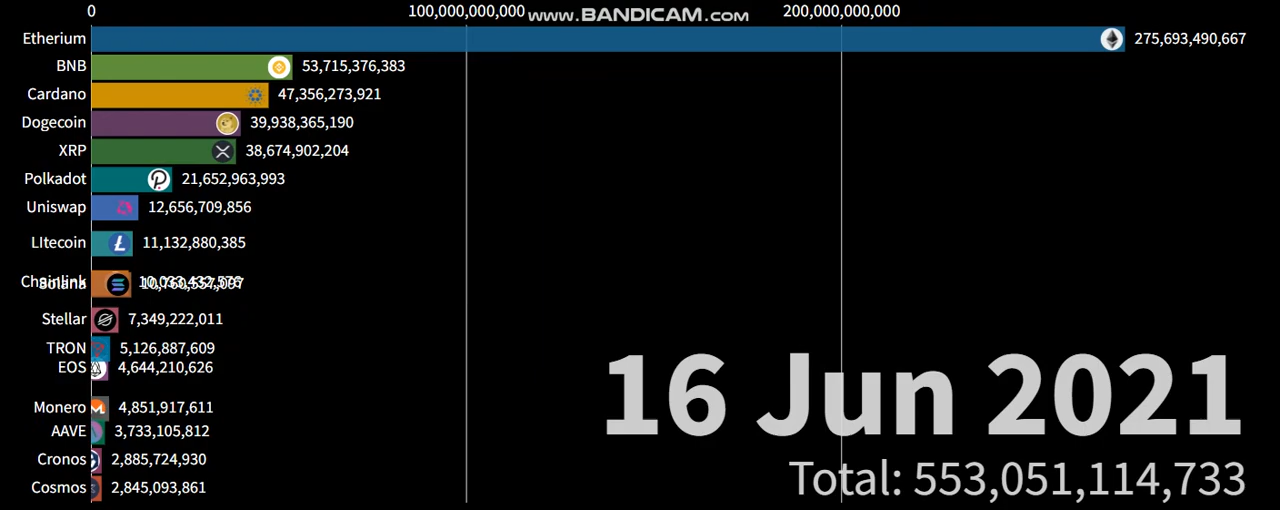 0 100,000,000,000 200,000,000,000
www.BANDICAM.com
Etherium 275,693,490,667
BNB 53,715,376,383
Cardano 47,356,273,921
Dogecoin 39,938,365,190
XRP 38,674,902,204
Polkadot 21,652,963,993
Uniswap 12,656,709,856
LItecoin 11,132,880,385
Chainlink
Solana
Stellar 7,349,222,011
TRON 5,126,887,609
EOS 4,644,210,626
Monero 4,851,917,611
AAVE 3,733,105,812
Cronos 2,885,724,930
Cosmos 2,845,093,861
16 Jun 2021
Total: 553,051,114,733